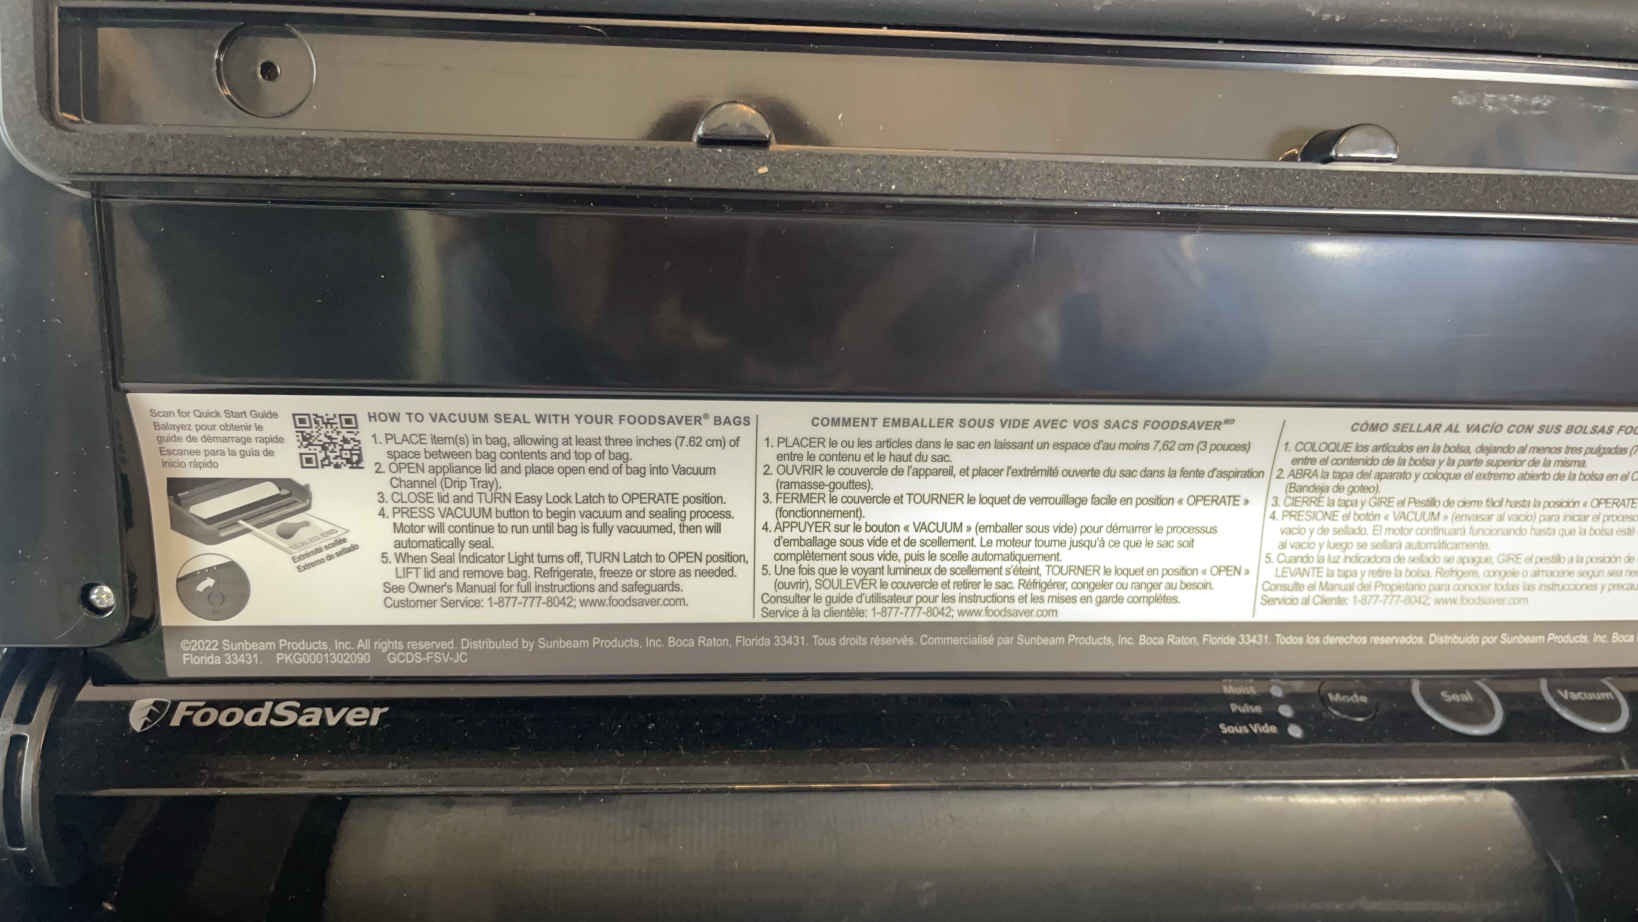 Scan for Quick Start Guide
Balayez pour obtenir le
guide de démarrage rapide
Escanee para la guía de
inicio rápido
SEALED END
Extrémité scellée
Extremo de sellado
HOW TO VACUUM SEAL WITH YOUR FOODSAVER® BAGS
1. PLACE item(s) in bag, allowing at least three inches (7.62 cm) of
space between bag contents and top of bag.
2. OPEN appliance lid and place open end of bag into Vacuum
Channel (Drip Tray).
3. CLOSE lid and TURN Easy Lock Latch to OPERATE position.
4. PRESS VACUUM button to begin vacuum and sealing process.
Motor will continue to run until bag is fully vacuumed, then will
automatically seal.
5. When Seal Indicator Light turns off, TURN Latch to OPEN position,
LIFT lid and remove bag. Refrigerate, freeze or store as needed.
See Owner's Manual for full instructions and safeguards.
Customer Service: 1-877-777-8042; www.foodsaver.com.
COMMENT EMBALLER SOUS VIDE AVEC VOS SACS FOODSAVER
1. PLACER le ou les articles dans le sac en laissant un espace d'au moins 7,62 cm (3 pouces)
entre le contenu et le haut du sac.
2. OUVRIR le couvercle de l'appareil, et placer l'extrémité ouverte du sac dans la fente d'aspiration
(ramasse-gouttes).
3. FERMER le couvercle et TOURNER le loquet de verrouillage facile en position « OPERATE »
(fonctionnement).
4. APPUYER sur le bouton « VACUUM » (emballer sous vide) pour démarrer le processus
d'emballage sous vide et de scellement. Le moteur tourne jusqu'à ce que le sac soit
complètement sous vide, puis le scelle automatiquement.
5. Une fois que le voyant lumineux de scellement s'éteint, TOURNER le loquet en position « OPEN »
(ouvrir), SOULEVER le couvercle et retirer le sac. Réfrigérer, congeler ou ranger au besoin.
Consulter le guide d'utilisateur pour les instructions et les mises en garde complètes.
Service à la clientèle: 1-877-777-8042; www.foodsaver.com
CÓMO SELLAR AL VACÍO CON SUS BOLSAS FOO
1. COLOQUE los artículos en la bolsa, dejando al menos tres pulgadas (7
entre el contenido de la bolsa y la parte superior de la misma.
2. ABRA la tapa del aparato y coloque el extremo abierto de la bolsa en el C
(Bandeja de goteo).
3. CIERRE la tapa y GIRE el Pestillo de cierre fácil hasta la posición « OPERATE
4. PRESIONE el botón « VACUUM » (envasar al vacío) para iniciar el proceso
vacío y de sellado. El motor continuará funcionando hasta que la bolsa esté
al vacío y luego se sellará automáticamente.
5. Cuando la luz indicadora de sellado se apague, GIRE el pestillo a la posición de
LEVANTE la tapa y retire la bolsa. Refrigere, congele o almacene según sea
Consulte el Manual del Propietario para conocer todas las instrucciones y precau
Servicio al Cliente: 1-877-777-8042; www.foodsaver.com
©2022 Sunbeam Products, Inc. All rights reserved. Distributed by Sunbeam Products, Inc. Boca Raton, Florida 33431. Tous droits réservés. Commercialisé par Sunbeam Products, Inc. Boca Raton, Floride 33431. Todos los derechos reservados. Distribuido por Sunbeam Products, Inc. Boca
Florida 33431. PKG0001302090 GCDS-FSV-JC
FoodSaver
Moist
Pulse
Sous Vide
Mode
Seal
Vacuum